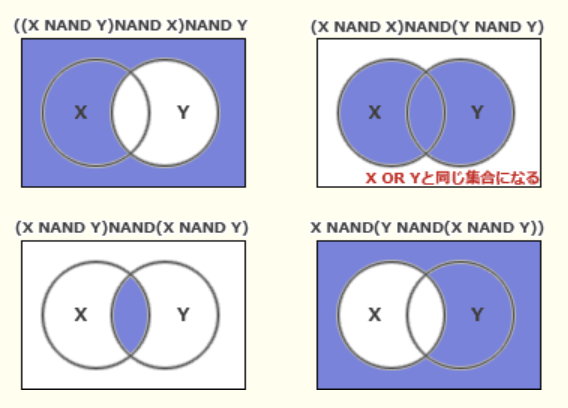 ((X NAND Y)NAND X)NAND Y
X Y
(X NAND X)NAND(Y NAND Y)
X Y
X OR Yと同じ集合になる
(X NAND Y)NAND(X NAND Y)
X Y
X NAND(Y NAND(X NAND Y))
X Y